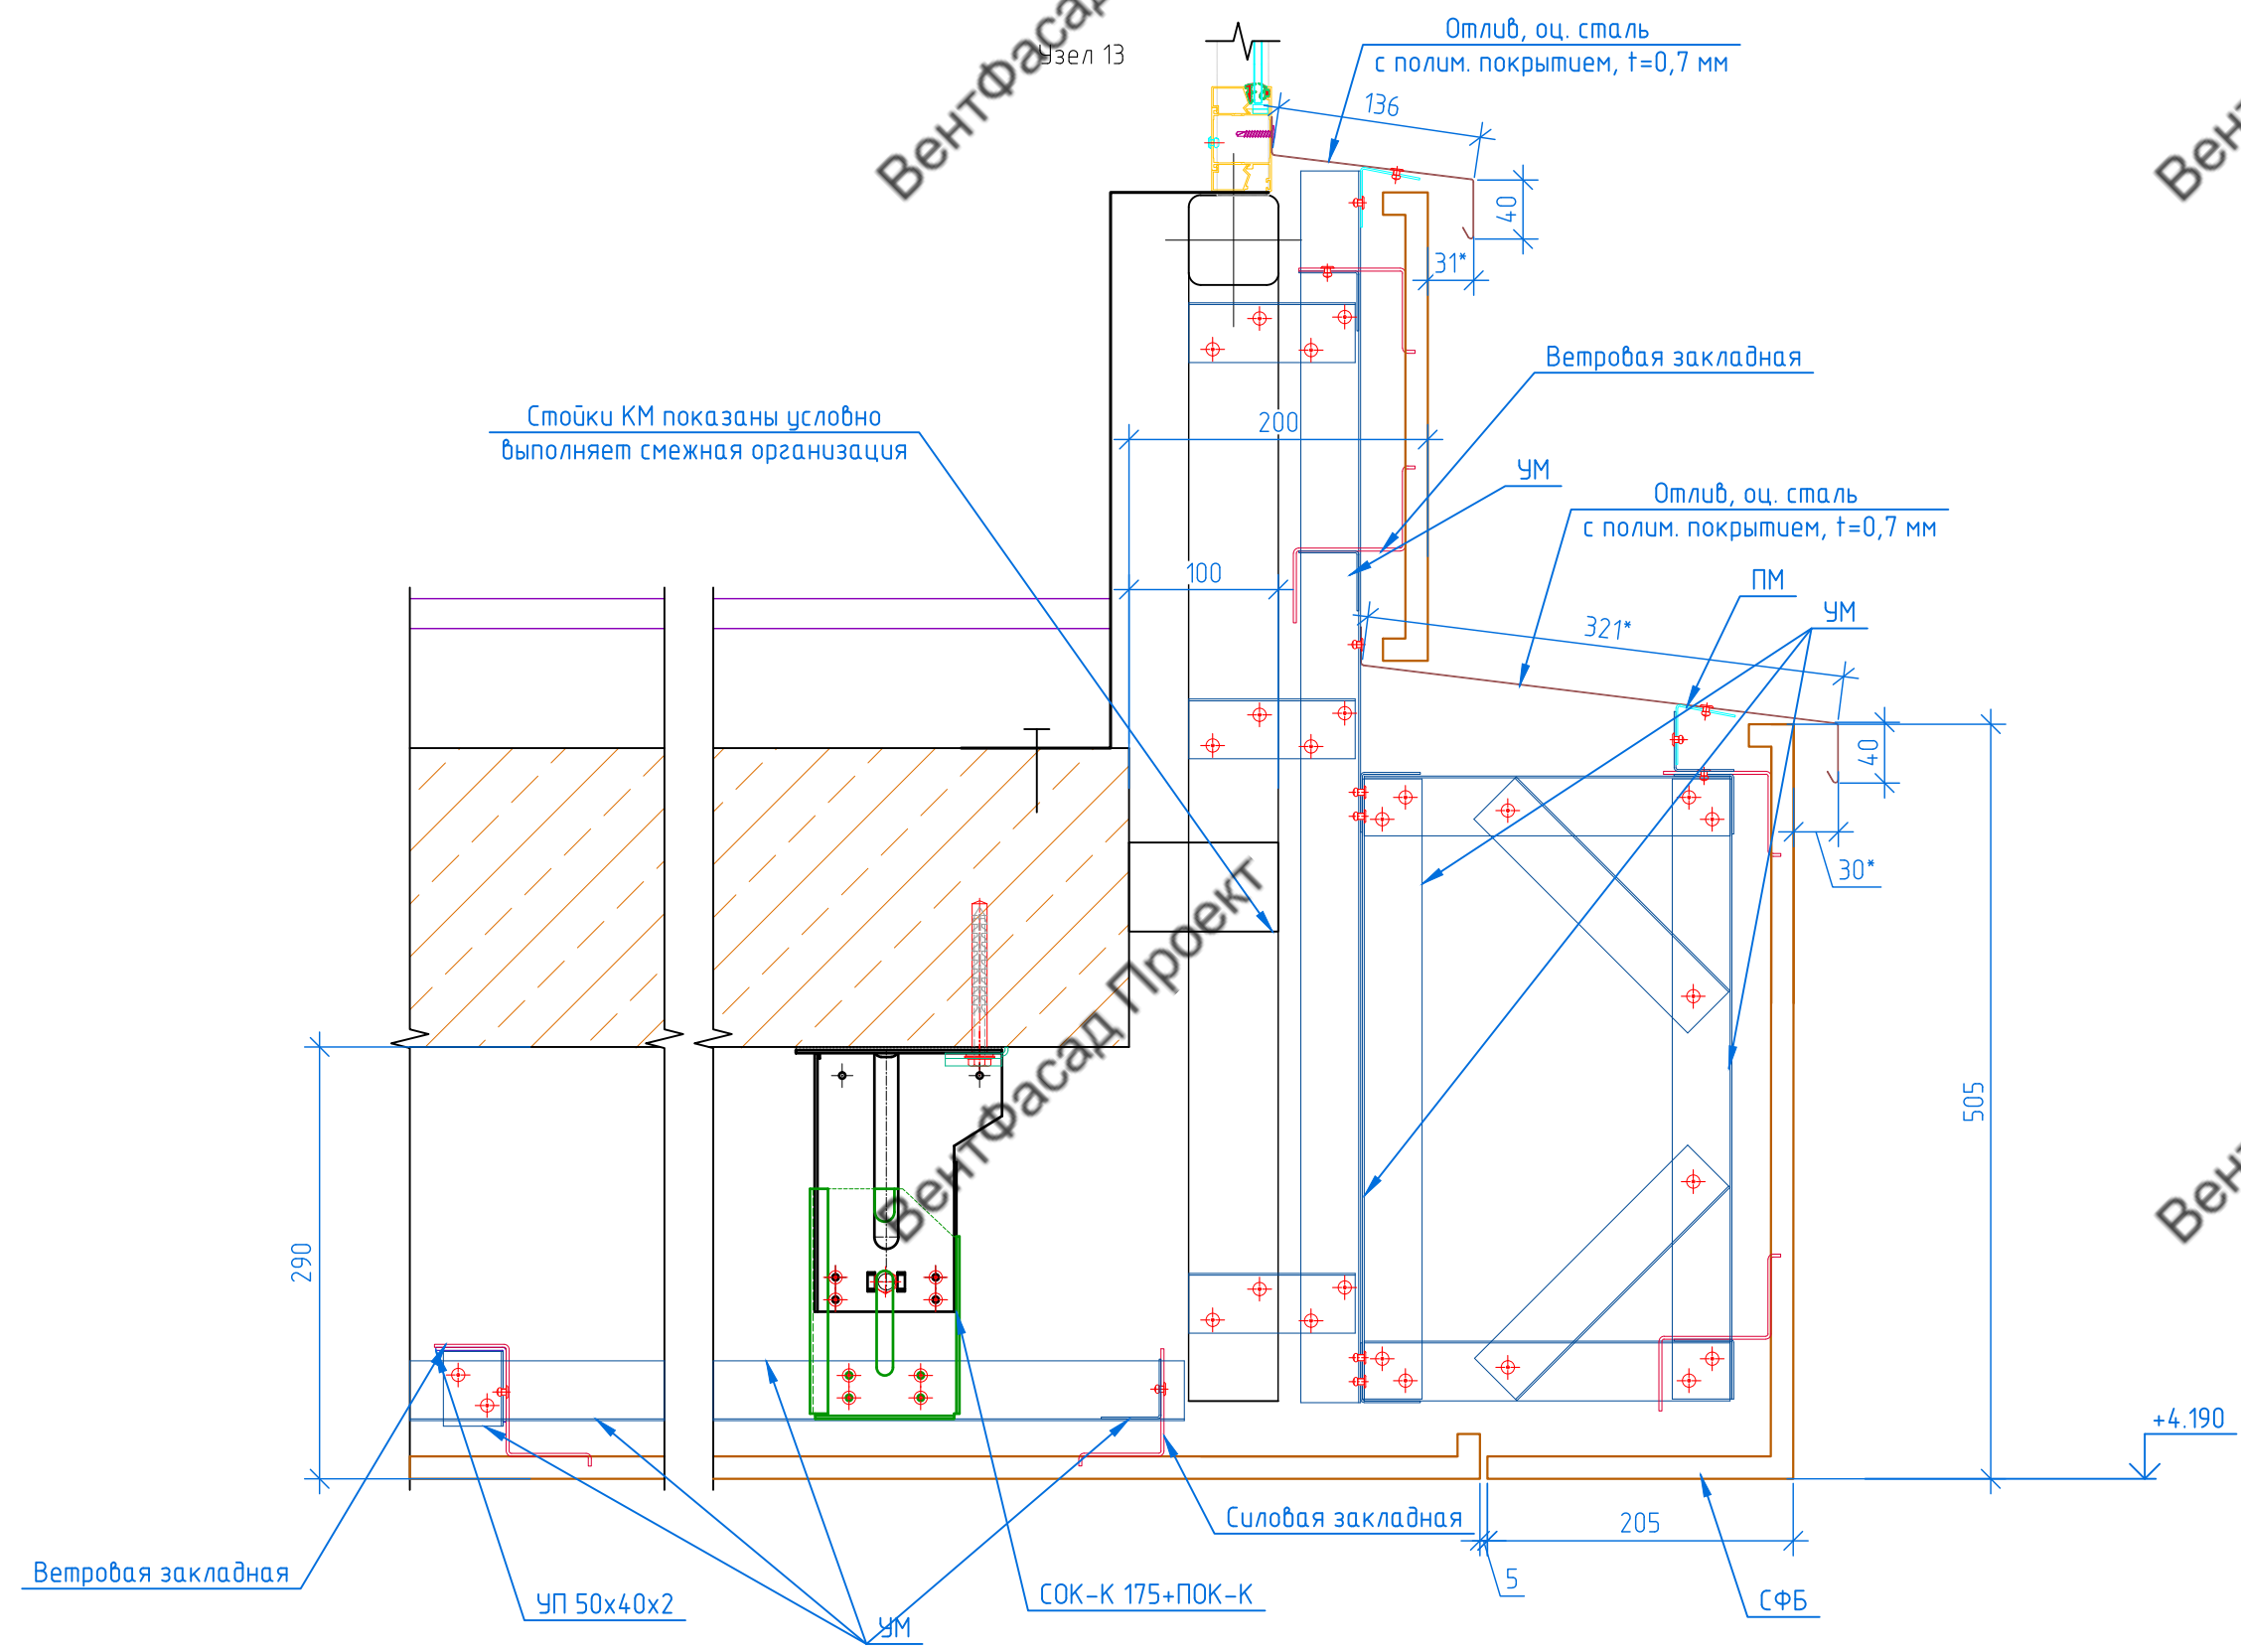 Узел 13
ВентФасад
Вент
Отлив, оц. сталь
с полим. покрытием, t=0,7 мм
136
40
31*
Ветровая закладная
Стойки КМ показаны условно
выполняет смежная организация
200
УМ
Отлив, оц. сталь
с полим. покрытием, t=0,7 мм
100
ПМ
УМ
321*
40
30*
ВентФасад Проект
505
290
Вент
+4.190
Силовая закладная
205
5
Ветровая закладная
УП 50х40х2
УМ
СОК-К 175+ПОК-К
СФБ